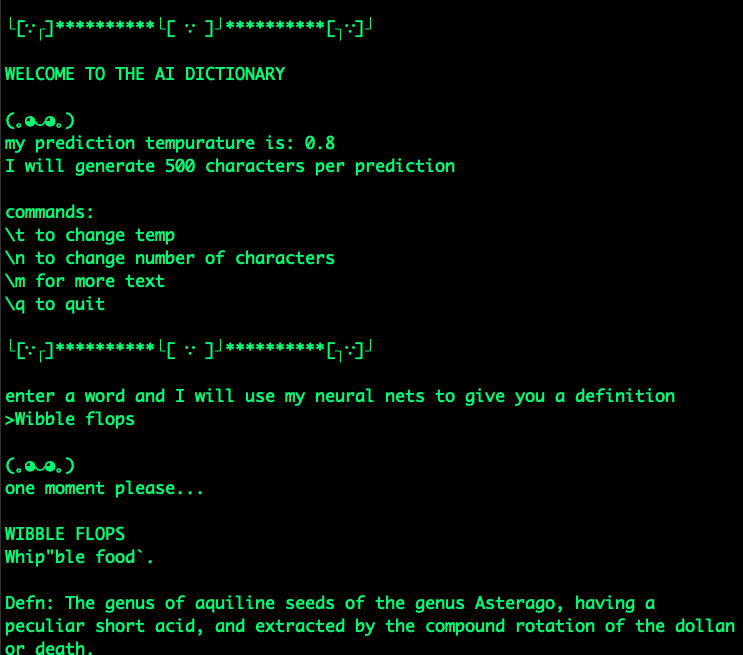 └[∵┌]**********└[ ∵ ]┘**********[┐∵]┘
WELCOME TO THE AI DICTIONARY
(｡◕‿◕｡)
my prediction tempurature is: 0.8
I will generate 500 characters per prediction
commands:
\t to change temp
\n to change number of characters
\m for more text
\q to quit
└[∵┌]**********└[ ∵ ]┘**********[┐∵]┘
enter a word and I will use my neural nets to give you a definition
>Wibble flops
(｡◕‿◕｡)
one moment please...
WIBBLE FLOPS
Whip"ble food`.
Defn: The genus of aquiline seeds of the genus Asterago, having a
peculiar short acid, and extracted by the compound rotation of the dollan
or death.